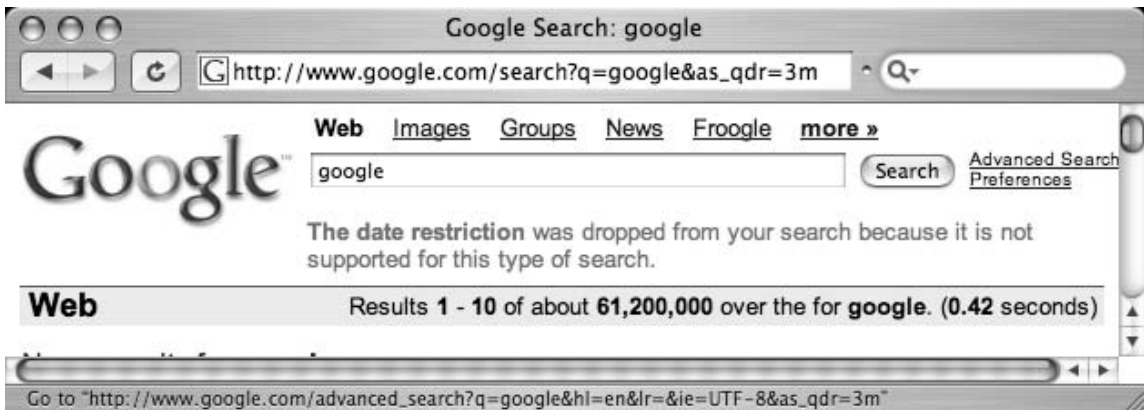 Google Search: google
G http://www.google.com/search?q=google&as_qdr=3m
Web Images Groups News Froogle more »
Google™
google Search Advanced Search
Preferences
The date restriction was dropped from your search because it is not
supported for this type of search.
Web Results 1 - 10 of about 61,200,000 over the for google. (0.42 seconds)
Go to "http://www.google.com/advanced_search?q=google&hl=en&lr=&ie=UTF-8&as_qdr=3m"